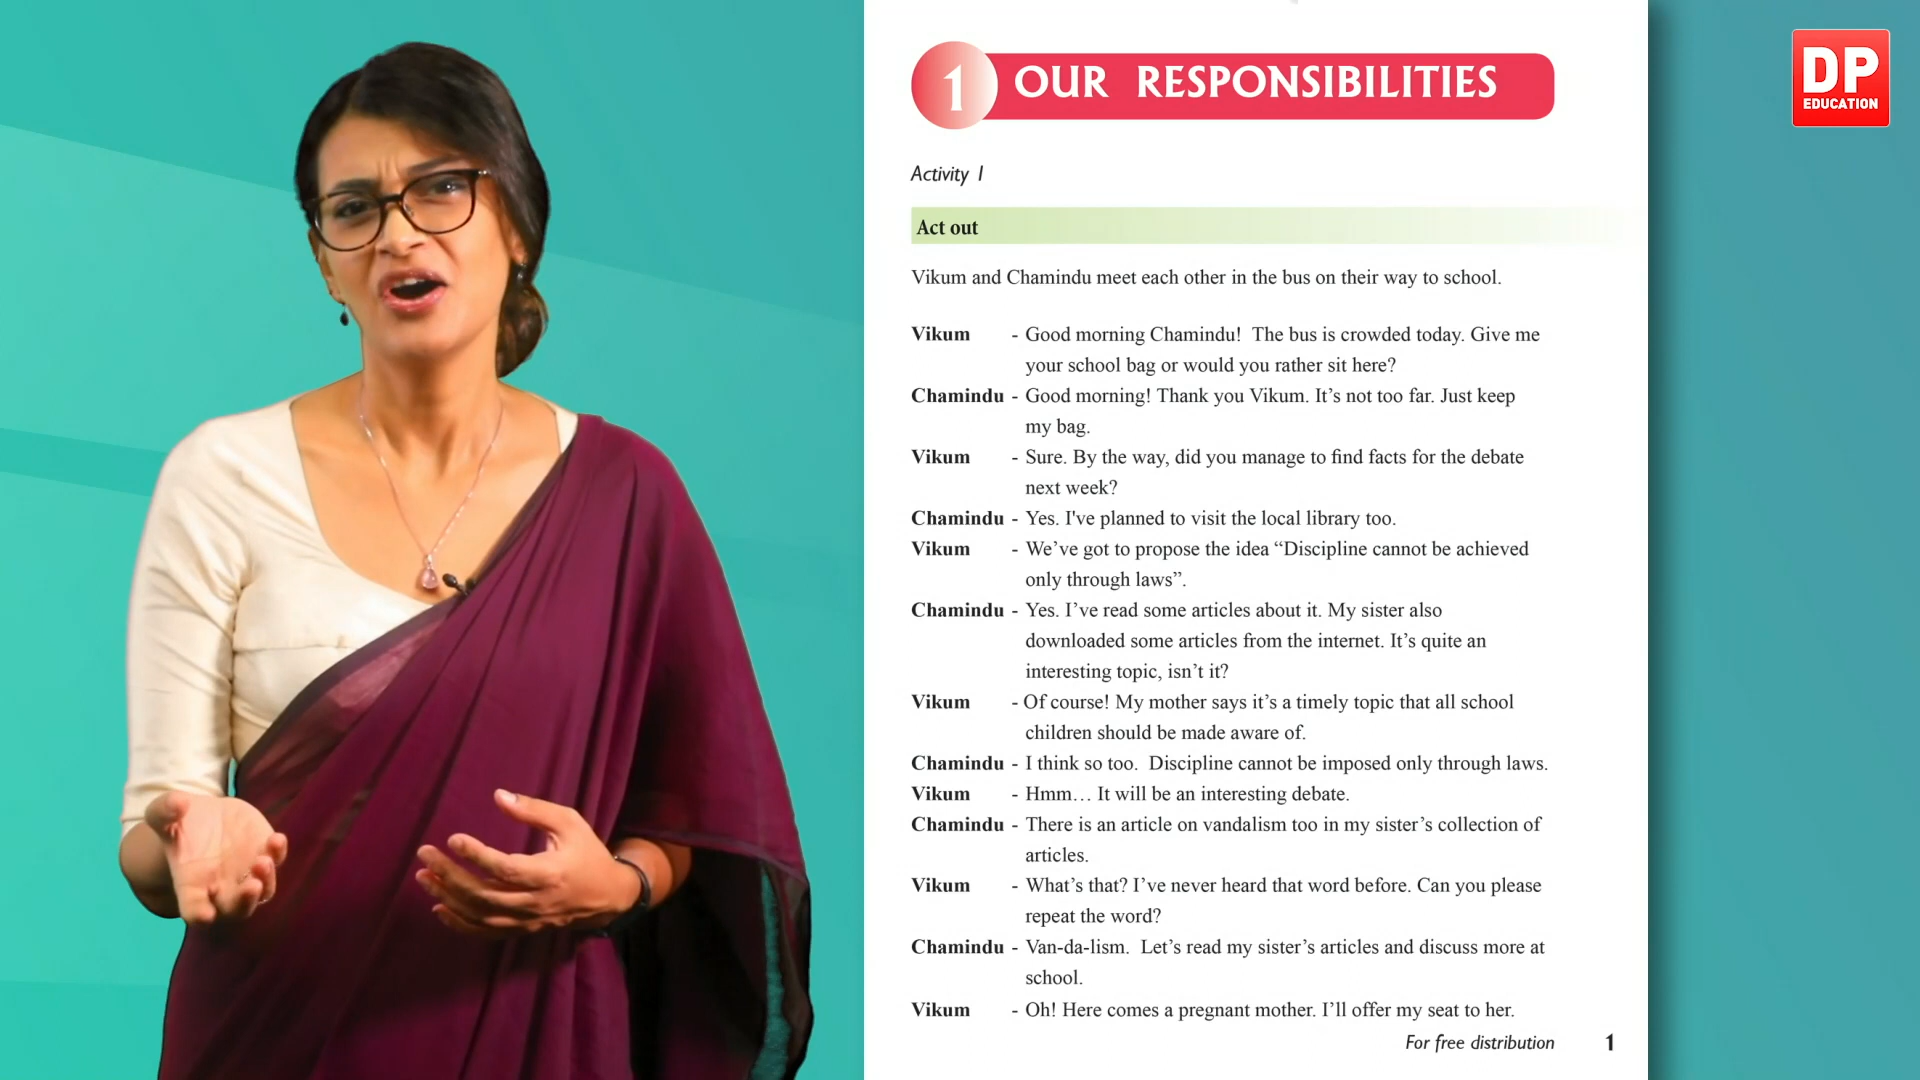 1 OUR RESPONSIBILITIES
DP
EDUCATION
Activity 1
Act out
Vikum and Chamindu meet each other in the bus on their way to school.
Vikum - Good morning Chamindu! The bus is crowded today. Give me
your school bag or would you rather sit here?
Chamindu - Good morning! Thank you Vikum. It’s not too far. Just keep
my bag.
Vikum - Sure. By the way, did you manage to find facts for the debate
next week?
Chamindu - Yes. I've planned to visit the local library too.
Vikum - We’ve got to propose the idea “Discipline cannot be achieved
only through laws”.
Chamindu - Yes. I’ve read some articles about it. My sister also
downloaded some articles from the internet. It’s quite an
interesting topic, isn’t it?
Vikum - Of course! My mother says it’s a timely topic that all school
children should be made aware of.
Chamindu - I think so too. Discipline cannot be imposed only through laws.
Vikum - Hmm… It will be an interesting debate.
Chamindu - There is an article on vandalism too in my sister’s collection of
articles.
Vikum - What’s that? I’ve never heard that word before. Can you please
repeat the word?
Chamindu - Van-da-lism. Let’s read my sister’s articles and discuss more at
school.
Vikum - Oh! Here comes a pregnant mother. I’ll offer my seat to her.
For free distribution 1